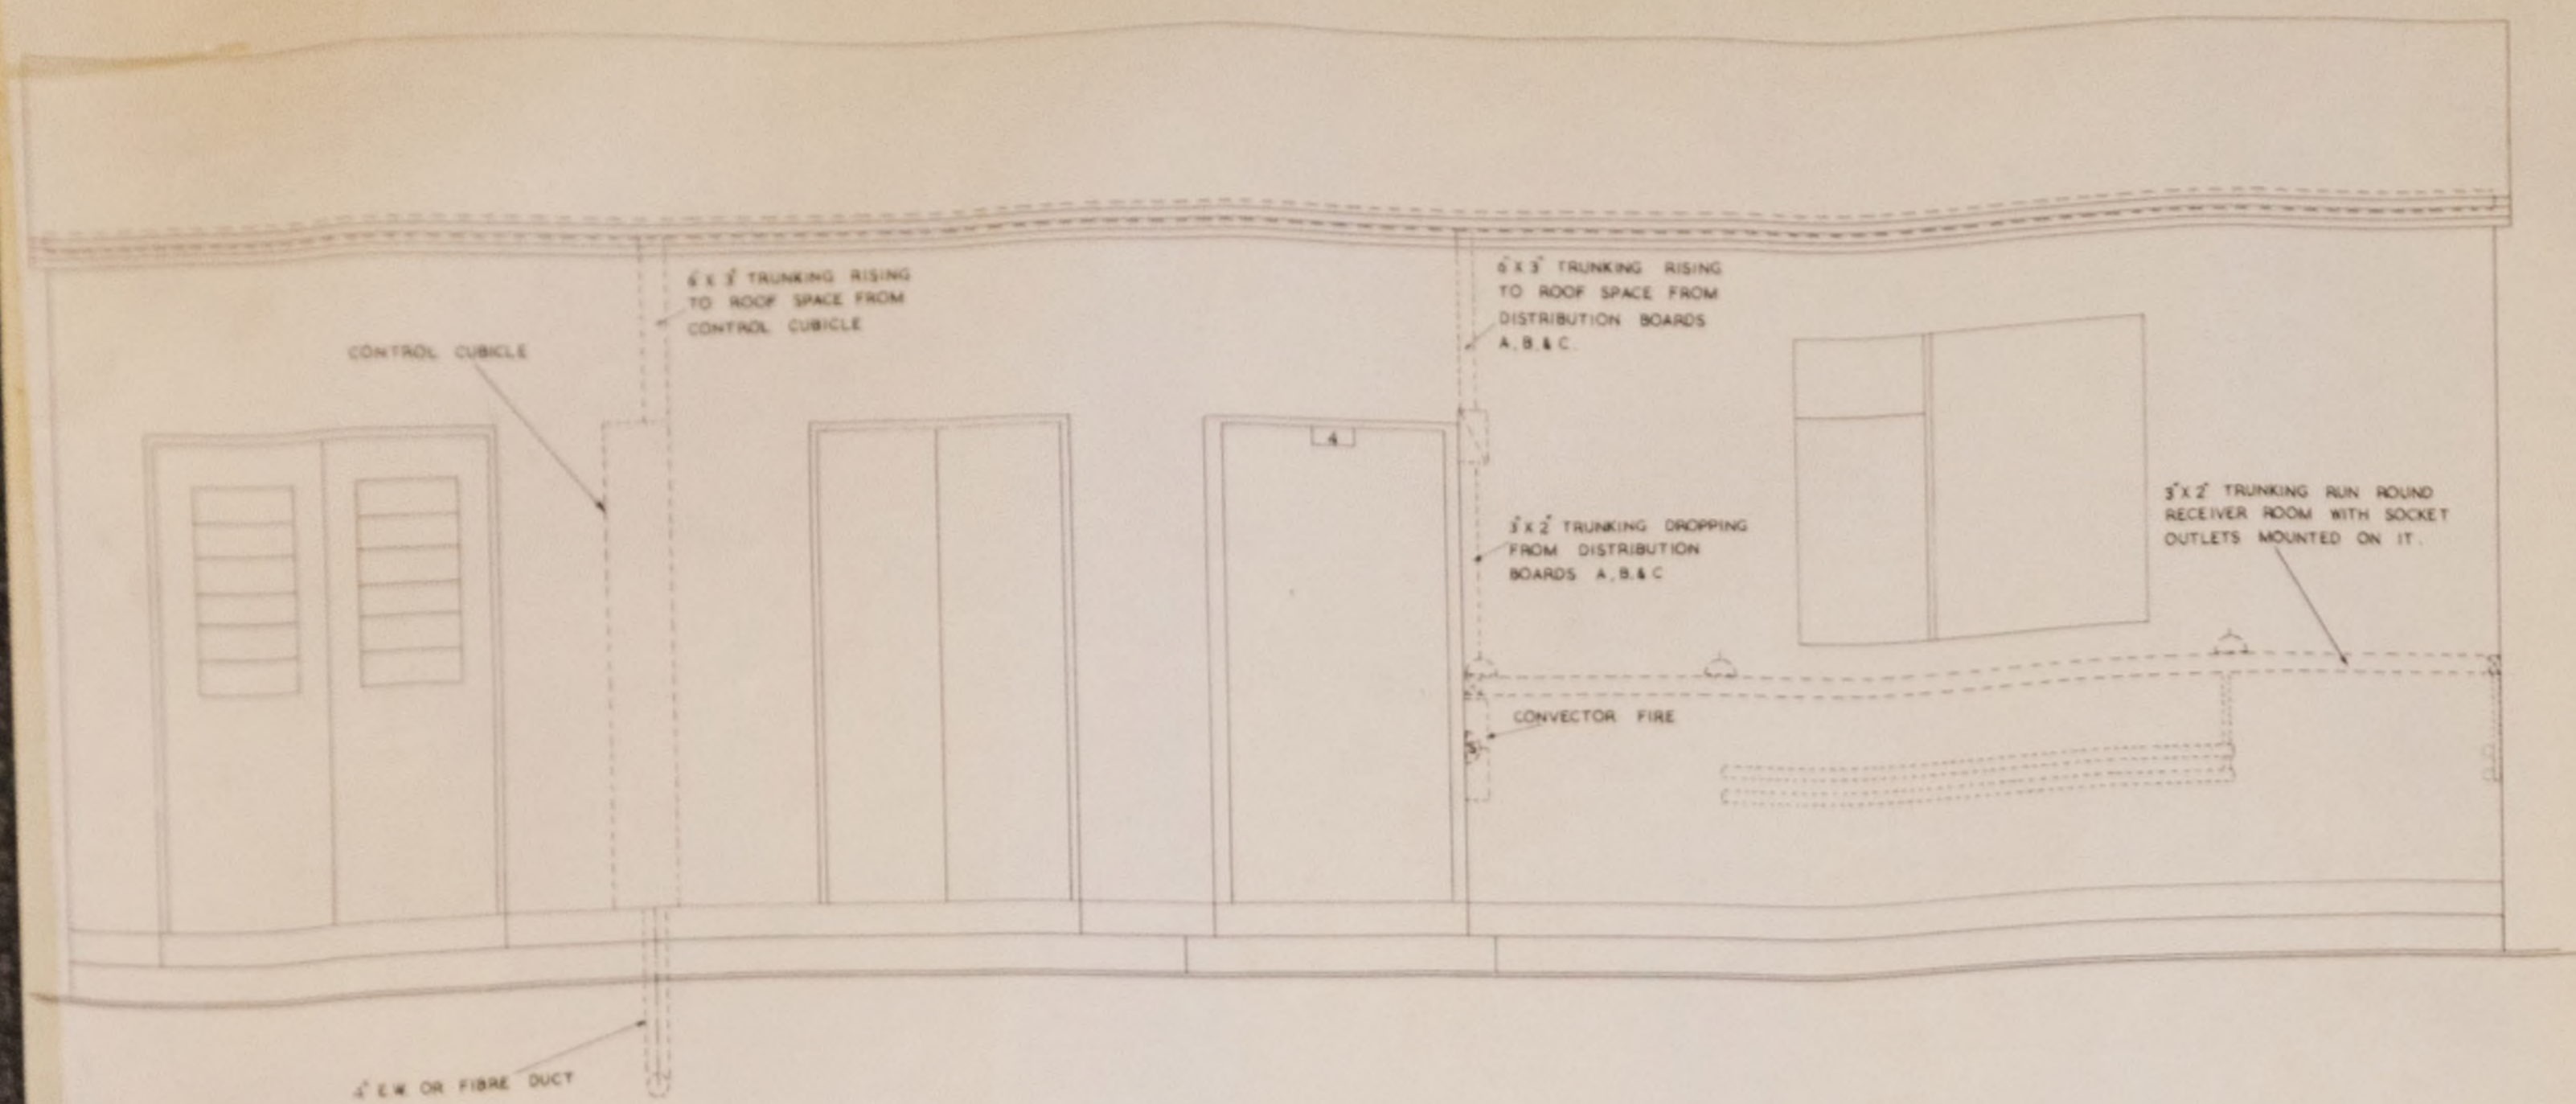 6" X 3" TRUNKING RISING
TO ROOF SPACE FROM
CONTROL CUBICLE
CONTROL CUBICLE
6" X 3" TRUNKING RISING
TO ROOF SPACE FROM
DISTRIBUTION BOARDS
A, B, & C.
4
3" X 2" TRUNKING DROPPING
FROM DISTRIBUTION
BOARDS A, B, & C
3" X 2" TRUNKING RUN ROUND
RECEIVER ROOM WITH SOCKET
OUTLETS MOUNTED ON IT.
CONVECTOR FIRE
4" E.W. OR FIBRE DUCT